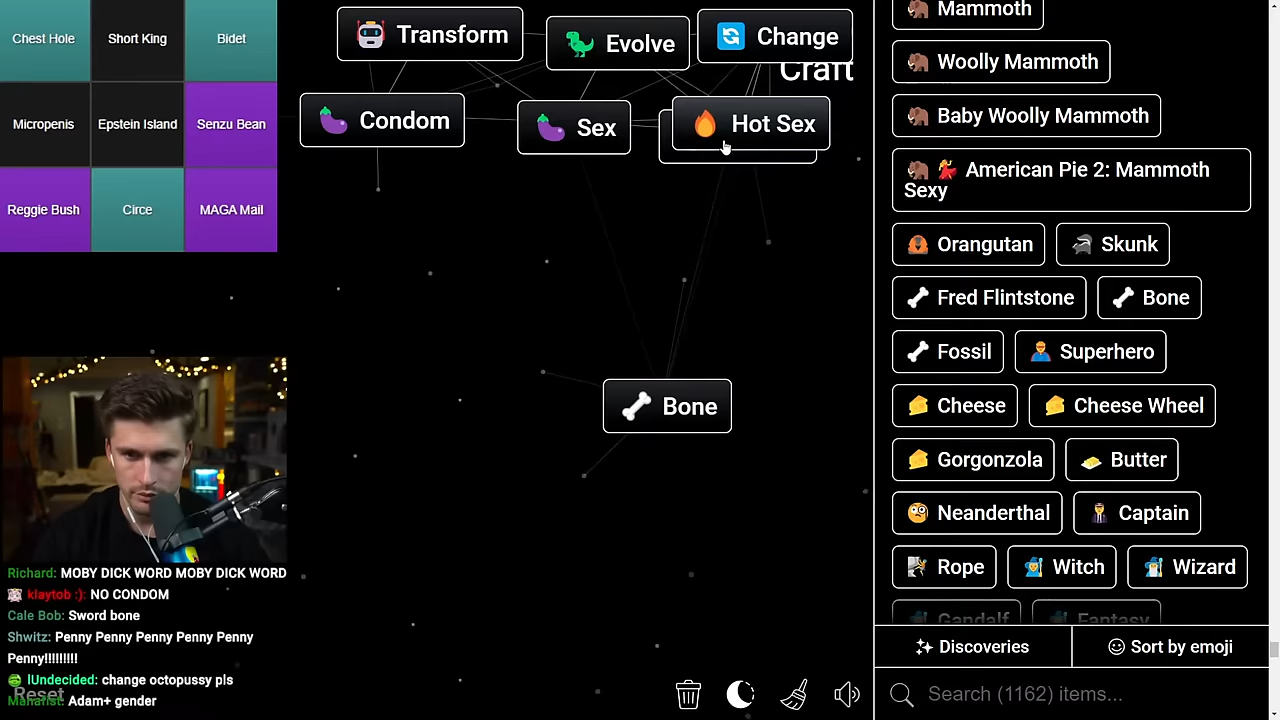 Chest Hole
Short King
Bidet
Micropenis
Epstein Island
Senzu Bean
Reggie Bush
Circe
MAGA Mail
Transform
Evolve
Change
Craft
Condom
Sex
Hot Sex
Bone
Mammoth
Woolly Mammoth
Baby Woolly Mammoth
American Pie 2: Mammoth
Sexy
Orangutan
Skunk
Fred Flintstone
Bone
Fossil
Superhero
Cheese
Cheese Wheel
Gorgonzola
Butter
Neanderthal
Captain
Rope
Witch
Wizard
Gandalf
Fantasy
Discoveries
Sort by emoji
Search (1162) items...
Richard: MOBY DICK WORD MOBY DICK WORD
klaytob :): NO CONDOM
Cale Bob: Sword bone
Shwitz: Penny Penny Penny Penny Penny
Penny!!!!!!!!!
IUndecided: change octopussy pls
Reset
Adam+ gender